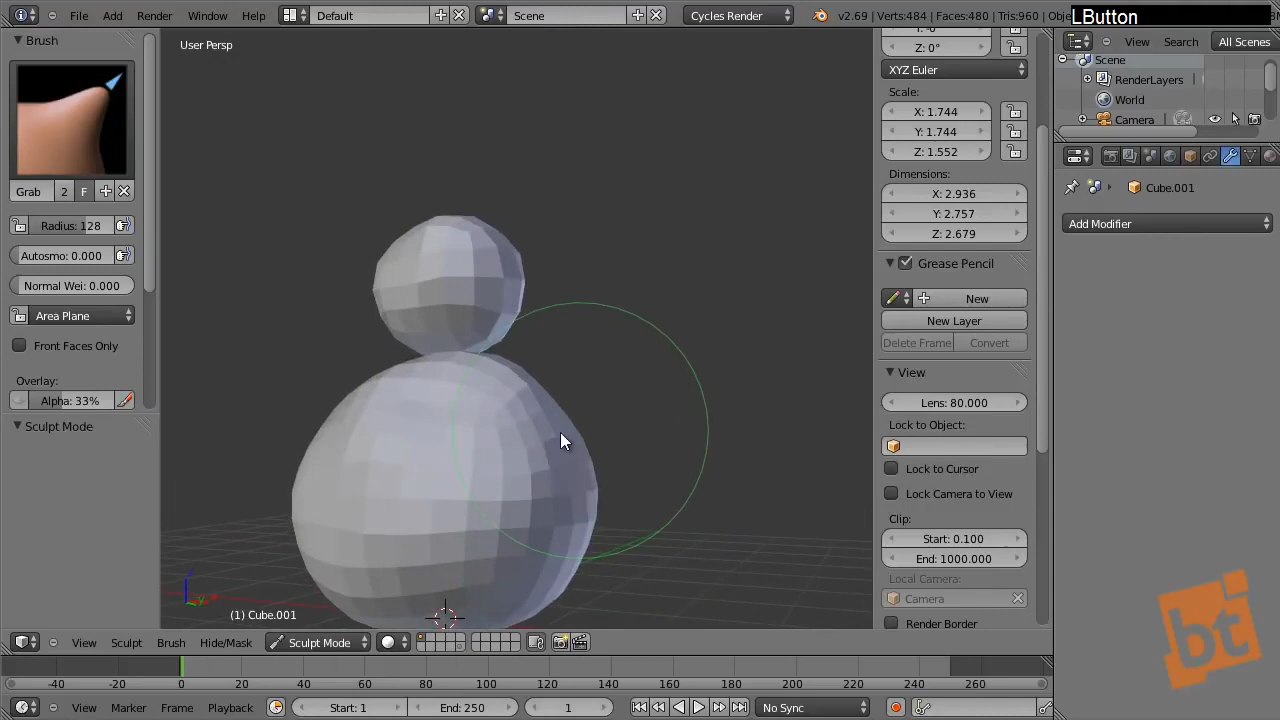 File Add Render Window Help Default Scene Cycles Render v2.69 | Verts:484 | Faces:480 | Tris:960 | Obje
LButton
Brush
User Persp
Grab 2 F
Radius: 128
Autosmo: 0.000
Normal Wei: 0.000
Area Plane
Front Faces Only
Overlay:
Alpha: 33%
Sculpt Mode
(1) Cube.001
Z: 0°
XYZ Euler
Scale:
X: 1.744
Y: 1.744
Z: 1.552
Dimensions:
X: 2.936
Y: 2.757
Z: 2.679
Grease Pencil
New
New Layer
Delete Frame Convert
View
Lens: 80.000
Lock to Object:
Lock to Cursor
Lock Camera to View
Clip:
Start: 0.100
End: 1000.000
Local Camera:
Camera
Render Border
View Search All Scenes
Scene
RenderLayers
World
Camera
Cube.001
Add Modifier
bt
View Sculpt Brush Hide/Mask Sculpt Mode
-40 -20 0 20 40 60 80 100 120 140 160 180 200 220 240 260
View Marker Frame Playback Start: 1 End: 250 1 No Sync